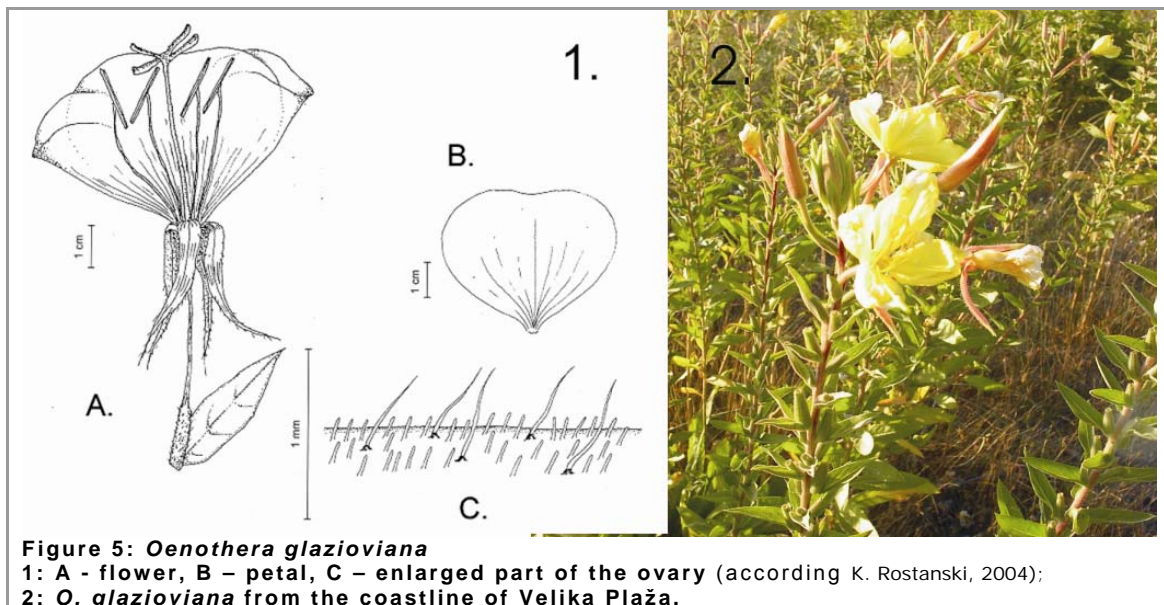 1.
2.
B.
1 cm
1 cm
A.
1 mm
C.
Figure 5: Oenothera glazioviana
1: A - flower, B – petal, C – enlarged part of the ovary (according K. Rostanski, 2004);
2: O. glazioviana from the coastline of Velika Plaža.